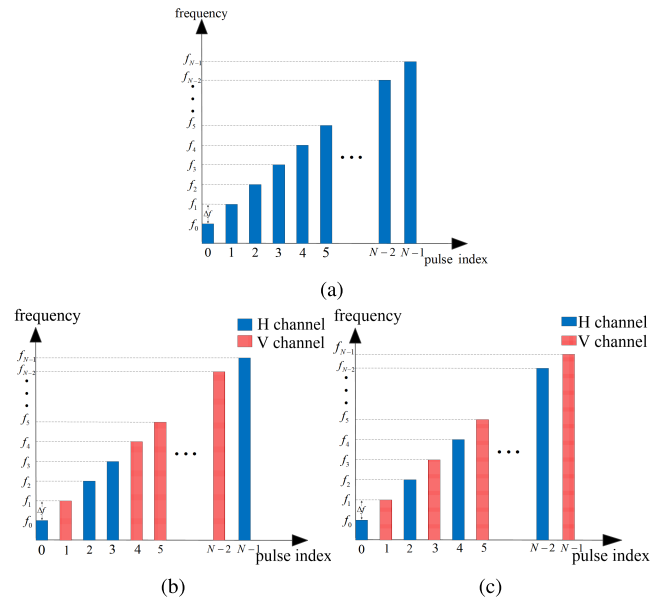 frequency
f_{N-1}
f_{N-2}
f_5
f_4
f_3
f_2
f_1
Δf
f_0
0 1 2 3 4 5 ... N-2 N-1
pulse index
(a)
frequency
H channel
V channel
f_{N-1}
f_{N-2}
f_5
f_4
f_3
f_2
f_1
Δf
f_0
0 1 2 3 4 5 ... N-2 N-1
pulse index
(b)
frequency
H channel
V channel
f_{N-1}
f_{N-2}
f_5
f_4
f_3
f_2
f_1
Δf
f_0
0 1 2 3 4 5 ... N-2 N-1
pulse index
(c)